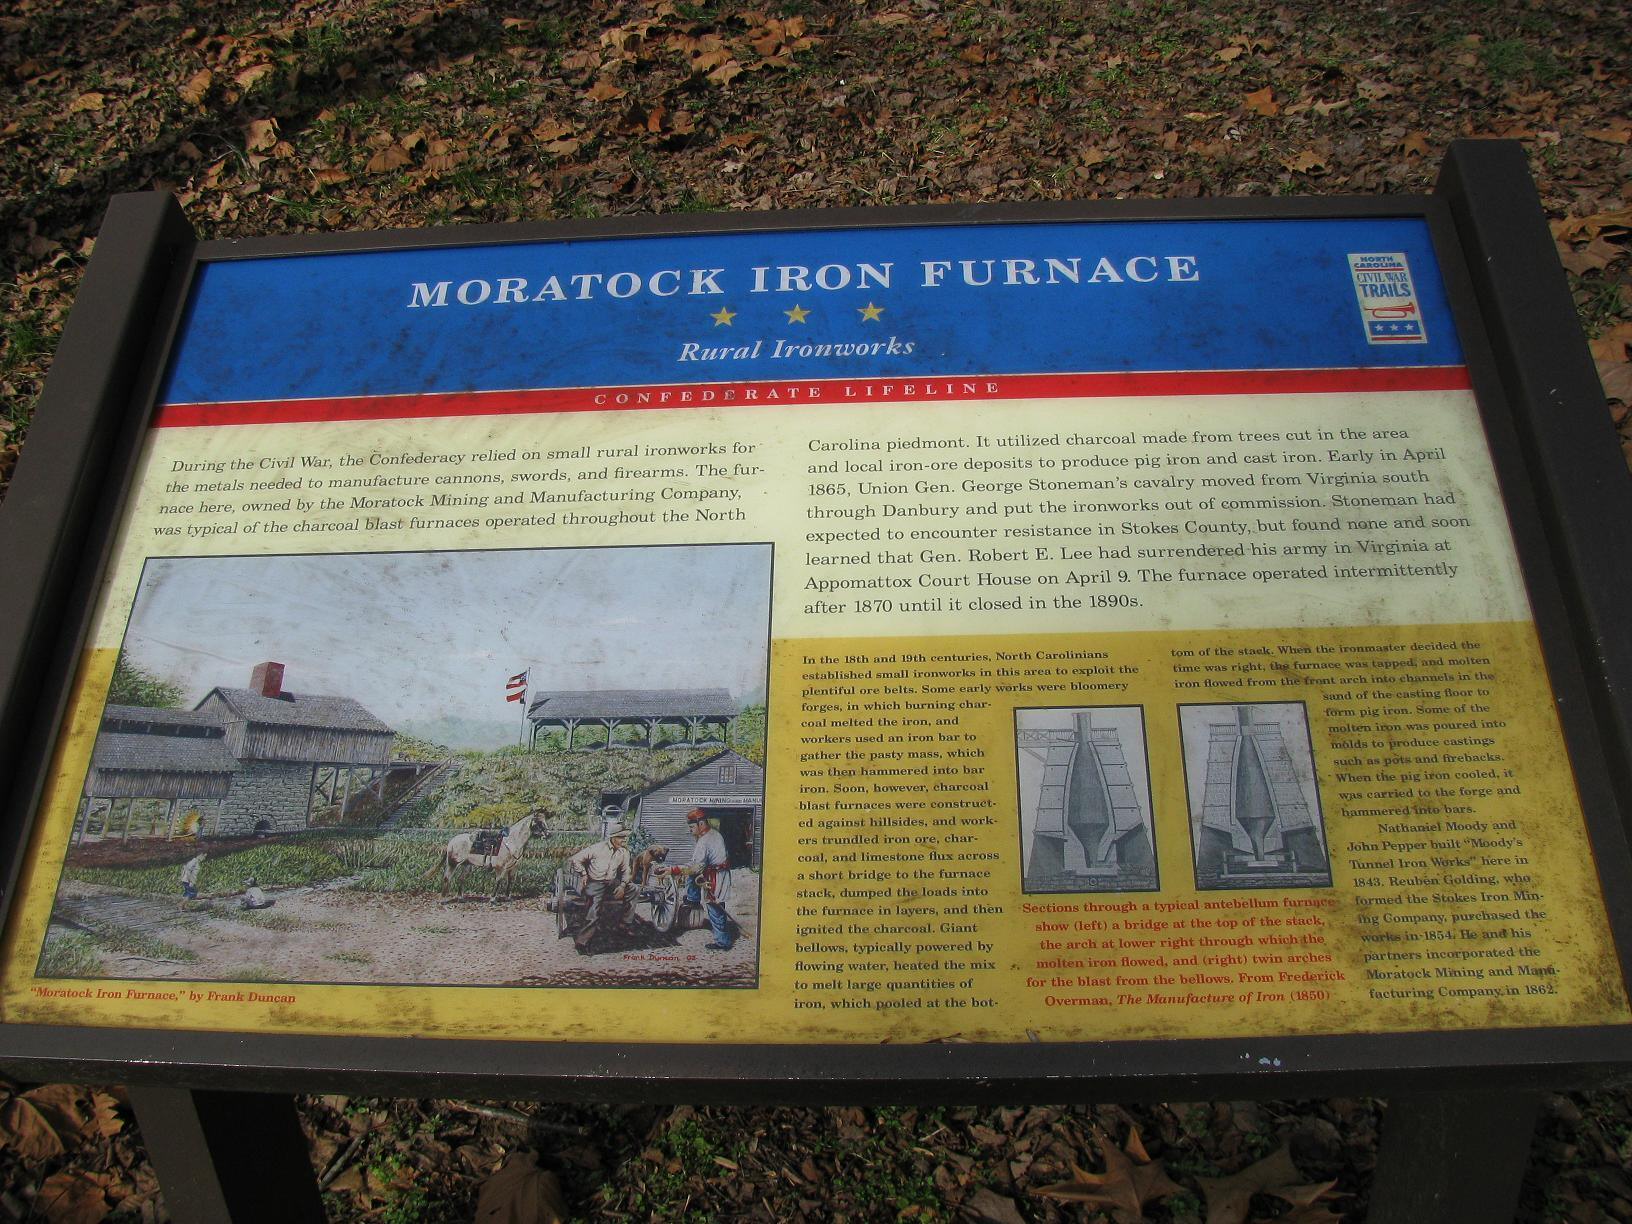 MORATOCK IRON FURNACE
Rural Ironworks
NORTH
CAROLINA
CIVIL WAR
TRAILS
CONFEDERATE LIFELINE
During the Civil War, the Confederacy relied on small rural ironworks for
the metals needed to manufacture cannons, swords, and firearms. The fur-
nace here, owned by the Moratock Mining and Manufacturing Company,
was typical of the charcoal blast furnaces operated throughout the North
Carolina piedmont. It utilized charcoal made from trees cut in the area
and local iron-ore deposits to produce pig iron and cast iron. Early in April
1865, Union Gen. George Stoneman's cavalry moved from Virginia south
through Danbury and put the ironworks out of commission. Stoneman had
expected to encounter resistance in Stokes County, but found none and soon
learned that Gen. Robert E. Lee had surrendered his army in Virginia at
Appomattox Court House on April 9. The furnace operated intermittently
after 1870 until it closed in the 1890s.
MORATOCK MINING AND MANU
Frank Duncan 02
"Moratock Iron Furnace," by Frank Duncan
In the 18th and 19th centuries, North Carolinians
established small ironworks in this area to exploit the
plentiful ore belts. Some early works were bloomery
forges, in which burning char-
coal melted the iron, and
workers used an iron bar to
gather the pasty mass, which
was then hammered into bar
iron. Soon, however, charcoal
blast furnaces were construct-
ed against hillsides, and work-
ers trundled iron ore, char-
coal, and limestone flux across
a short bridge to the furnace
stack, dumped the loads into
the furnace in layers, and then
ignited the charcoal. Giant
bellows, typically powered by
flowing water, heated the mix
to melt large quantities of
iron, which pooled at the bot-
tom of the stack. When the ironmaster decided the
time was right, the furnace was tapped, and molten
iron flowed from the front arch into channels in the
sand of the casting floor to
form pig iron. Some of the
molten iron was poured into
molds to produce castings
such as pots and firebacks.
When the pig iron cooled, it
was carried to the forge and
hammered into bars.
Nathaniel Moody and
John Pepper built "Moody's
Tunnel Iron Works" here in
1843. Reuben Golding, who
formed the Stokes Iron Min-
ing Company, purchased the
works in 1854. He and his
partners incorporated the
Moratock Mining and Manu-
facturing Company in 1862.
Sections through a typical antebellum furnace
show (left) a bridge at the top of the stack,
the arch at lower right through which the
molten iron flowed, and (right) twin arches
for the blast from the bellows. From Frederick
Overman, The Manufacture of Iron (1850)